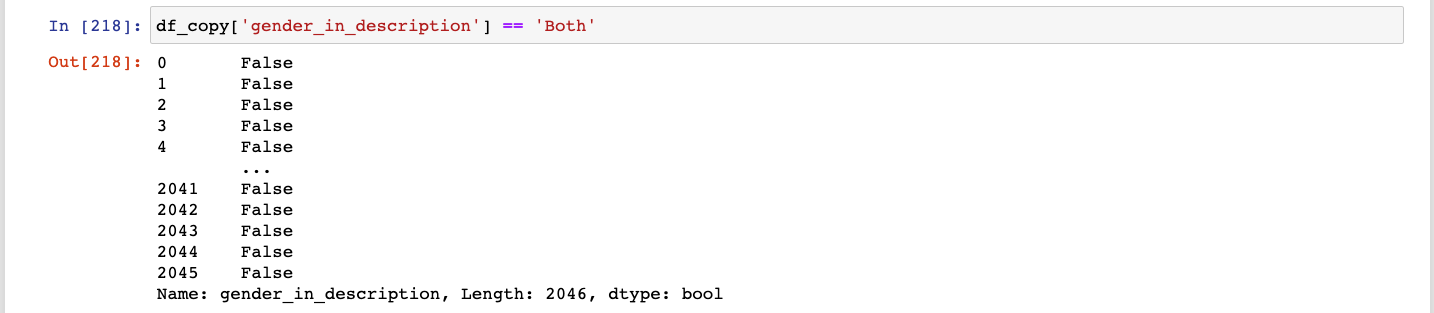 In [218]: df_copy['gender_in_description'] == 'Both'
Out[218]: 0       False
1       False
2       False
3       False
4       False
        ...
2041    False
2042    False
2043    False
2044    False
2045    False
Name: gender_in_description, Length: 2046, dtype: bool